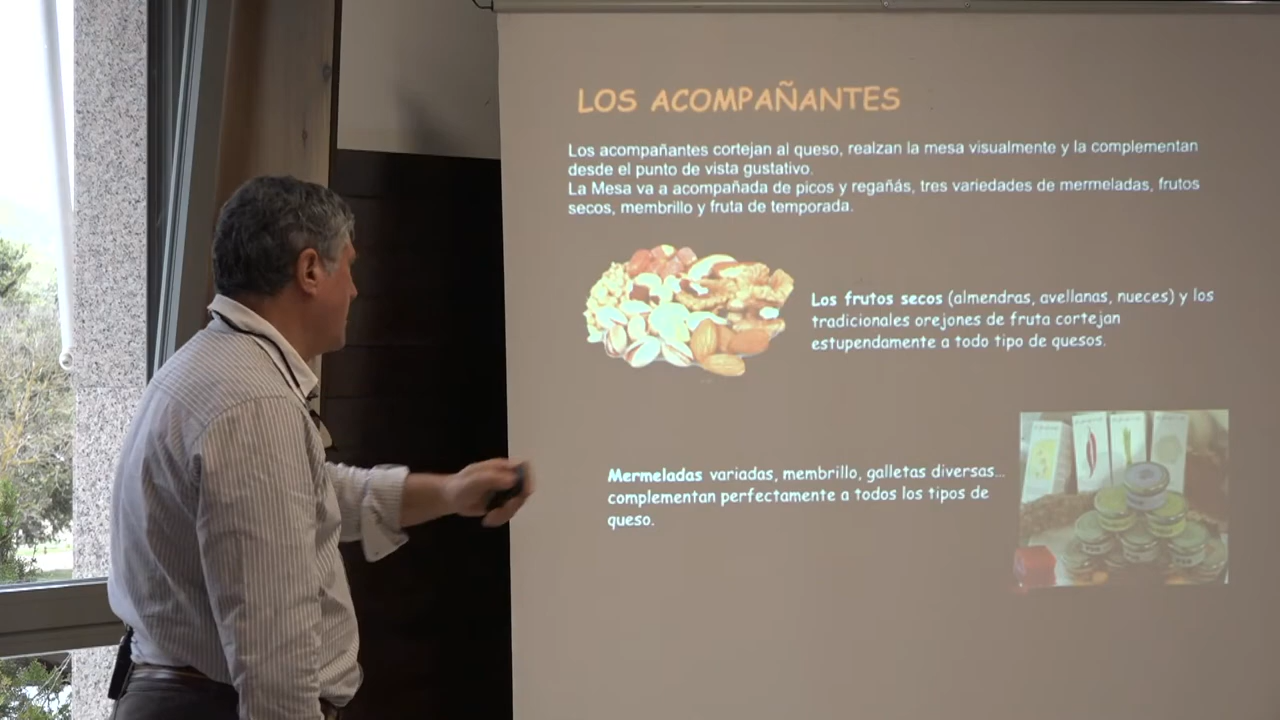 LOS ACOMPAÑANTES
Los acompañantes cortejan al queso, realzan la mesa visualmente y la complementan
desde el punto de vista gustativo.
La Mesa va a acompañada de picos y regañás, tres variedades de mermeladas, frutos
secos, membrillo y fruta de temporada.
Los frutos secos (almendras, avellanas, nueces) y los
tradicionales orejones de fruta cortejan
estupendamente a todo tipo de quesos.
Mermeladas variadas, membrillo, galletas diversas...
complementan perfectamente a todos los tipos de
queso.